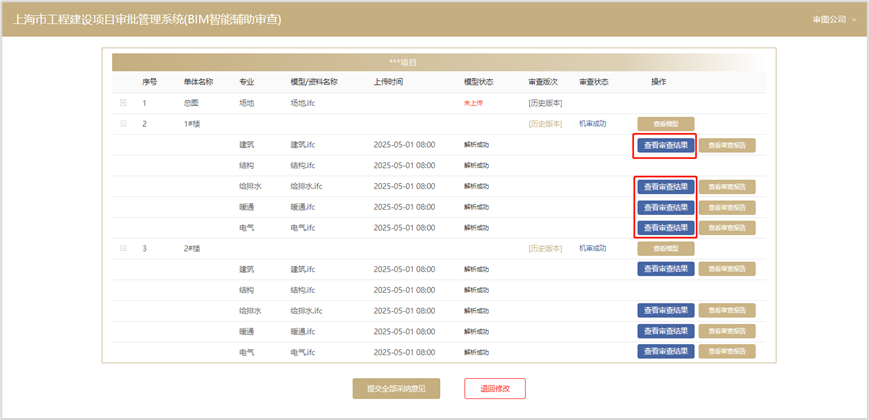 上海市工程建设项目审批管理系统(BIM智能辅助审查)
审图公司
***项目
序号 单体名称 专业 模型/资料名称 上传时间 模型状态 审查版次 审查状态 操作
1 总图 场地 场地.ifc 未上传 [历史版本]
2 1#楼 [历史版本] 机审成功 查看模型
建筑 建筑.ifc 2025-05-01 08:00 解析成功 查看审查结果 查看审查报告
结构 结构.ifc 2025-05-01 08:00 解析成功
给排水 给排水.ifc 2025-05-01 08:00 解析成功 查看审查结果 查看审查报告
暖通 暖通.ifc 2025-05-01 08:00 解析成功 查看审查结果 查看审查报告
电气 电气.ifc 2025-05-01 08:00 解析成功 查看审查结果 查看审查报告
3 2#楼 [历史版本] 机审成功 查看模型
建筑 建筑.ifc 2025-05-01 08:00 解析成功 查看审查结果 查看审查报告
结构 结构.ifc 2025-05-01 08:00 解析成功
给排水 给排水.ifc 2025-05-01 08:00 解析成功 查看审查结果 查看审查报告
暖通 暖通.ifc 2025-05-01 08:00 解析成功 查看审查结果 查看审查报告
电气 电气.ifc 2025-05-01 08:00 解析成功 查看审查结果 查看审查报告
提交全部采纳意见 退回修改